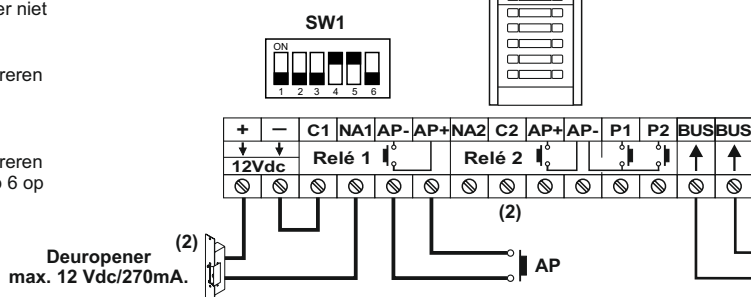 er niet
reren
reren
o 6 op
SW1
ON
1 2 3 4 5 6
+ — C1 NA1 AP- AP+ NA2 C2 AP+ AP- P1 P2 BUS BUS
12Vdc Relé 1 Relé 2
(2)
(2)
Deuropener
max. 12 Vdc/270mA.
AP